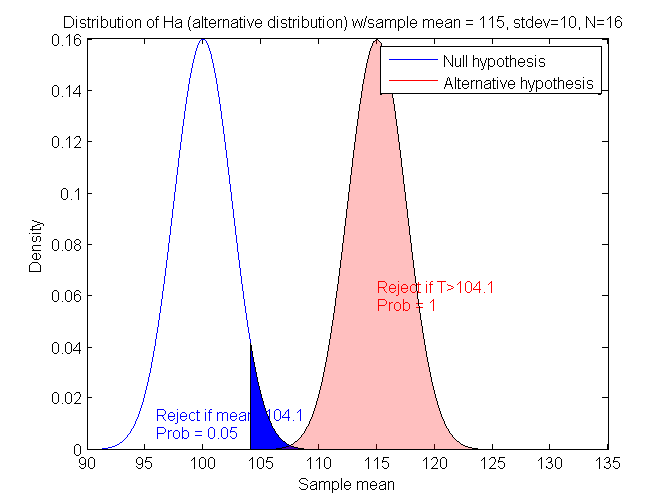 Distribution of Ha (alternative distribution) w/sample mean = 115, stdev=10, N=16
Null hypothesis
Alternative hypothesis
0.16
0.14
0.12
0.1
0.08
0.06
0.04
0.02
0
Density
Reject if T>104.1
Prob = 1
Reject if mean 104.1
Prob = 0.05
90
95
100
105
110
115
120
125
130
135
Sample mean